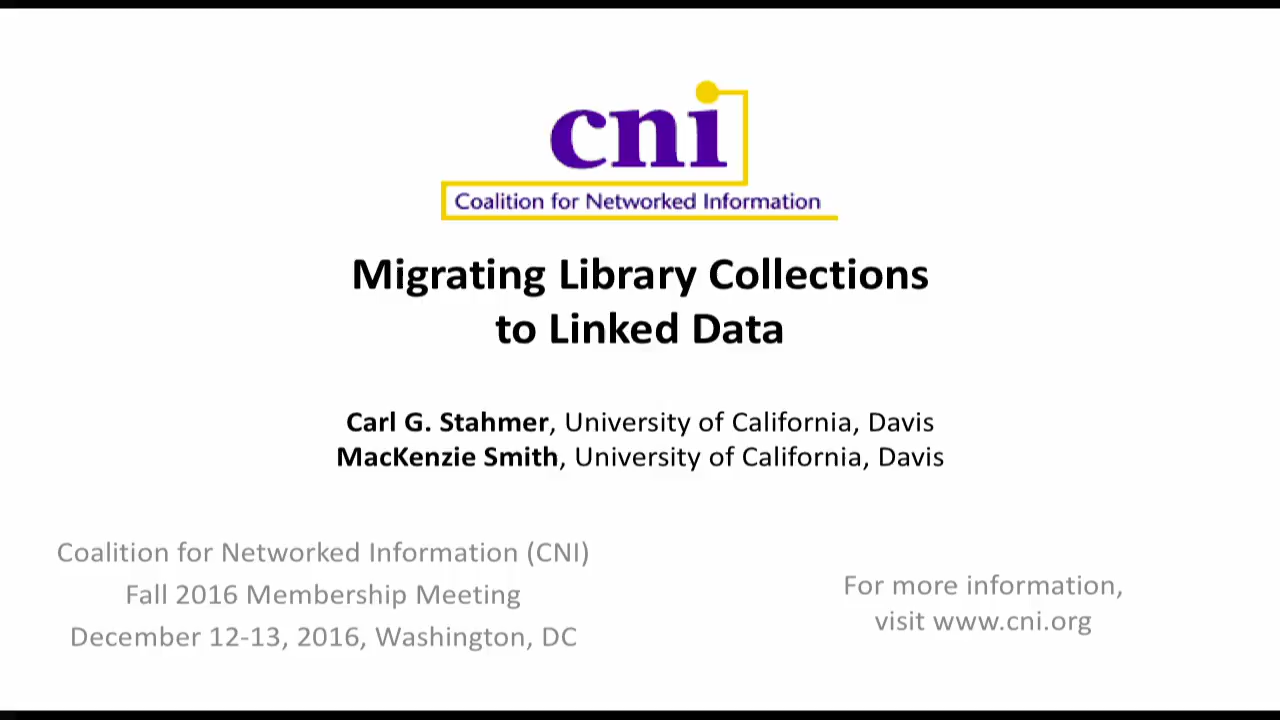 cni
Coalition for Networked Information
Migrating Library Collections
to Linked Data
Carl G. Stahmer, University of California, Davis
MacKenzie Smith, University of California, Davis
Coalition for Networked Information (CNI)
Fall 2016 Membership Meeting
December 12-13, 2016, Washington, DC
For more information,
visit www.cni.org